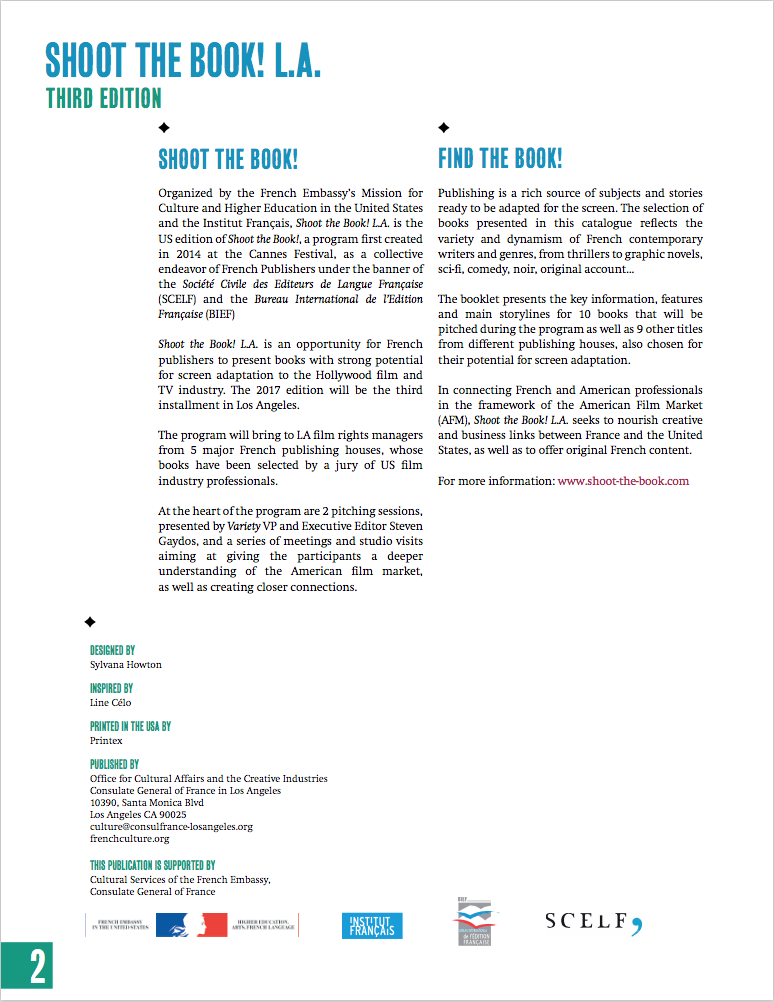 SHOOT THE BOOK! L.A.
THIRD EDITION
SHOOT THE BOOK!
Organized by the French Embassy's Mission for
Culture and Higher Education in the United States
and the Institut Français, Shoot the Book! L.A. is the
US edition of Shoot the Book!, a program first created
in 2014 at the Cannes Festival, as a collective
endeavor of French Publishers under the banner of
the Société Civile des Editeurs de Langue Française
(SCELF) and the Bureau International de l'Edition
Française (BIEF)
Shoot the Book! L.A. is an opportunity for French
publishers to present books with strong potential
for screen adaptation to the Hollywood film and
TV industry. The 2017 edition will be the third
installment in Los Angeles.
The program will bring to LA film rights managers
from 5 major French publishing houses, whose
books have been selected by a jury of US film
industry professionals.
At the heart of the program are 2 pitching sessions,
presented by Variety VP and Executive Editor Steven
Gaydos, and a series of meetings and studio visits
aiming at giving the participants a deeper
understanding of the American film market,
as well as creating closer connections.
FIND THE BOOK!
Publishing is a rich source of subjects and stories
ready to be adapted for the screen. The selection of
books presented in this catalogue reflects the
variety and dynamism of French contemporary
writers and genres, from thrillers to graphic novels,
sci-fi, comedy, noir, original account...
The booklet presents the key information, features
and main storylines for 10 books that will be
pitched during the program as well as 9 other titles
from different publishing houses, also chosen for
their potential for screen adaptation.
In connecting French and American professionals
in the framework of the American Film Market
(AFM), Shoot the Book! L.A. seeks to nourish creative
and business links between France and the United
States, as well as to offer original French content.
For more information: www.shoot-the-book.com
DESIGNED BY
Sylvana Howton
INSPIRED BY
Line Célo
PRINTED IN THE USA BY
Printex
PUBLISHED BY
Office for Cultural Affairs and the Creative Industries
Consulate General of France in Los Angeles
10390, Santa Monica Blvd
Los Angeles CA 90025
culture@consulfrance-losangeles.org
frenchculture.org
THIS PUBLICATION IS SUPPORTED BY
Cultural Services of the French Embassy,
Consulate General of France
FRENCH EMBASSY
IN THE UNITED STATES
HIGHER EDUCATION,
ARTS, FRENCH LANGUAGE
INSTITUT
FRANÇAIS
BIEF
de l'ÉDITION
FRANÇAISE
SCELF,
2